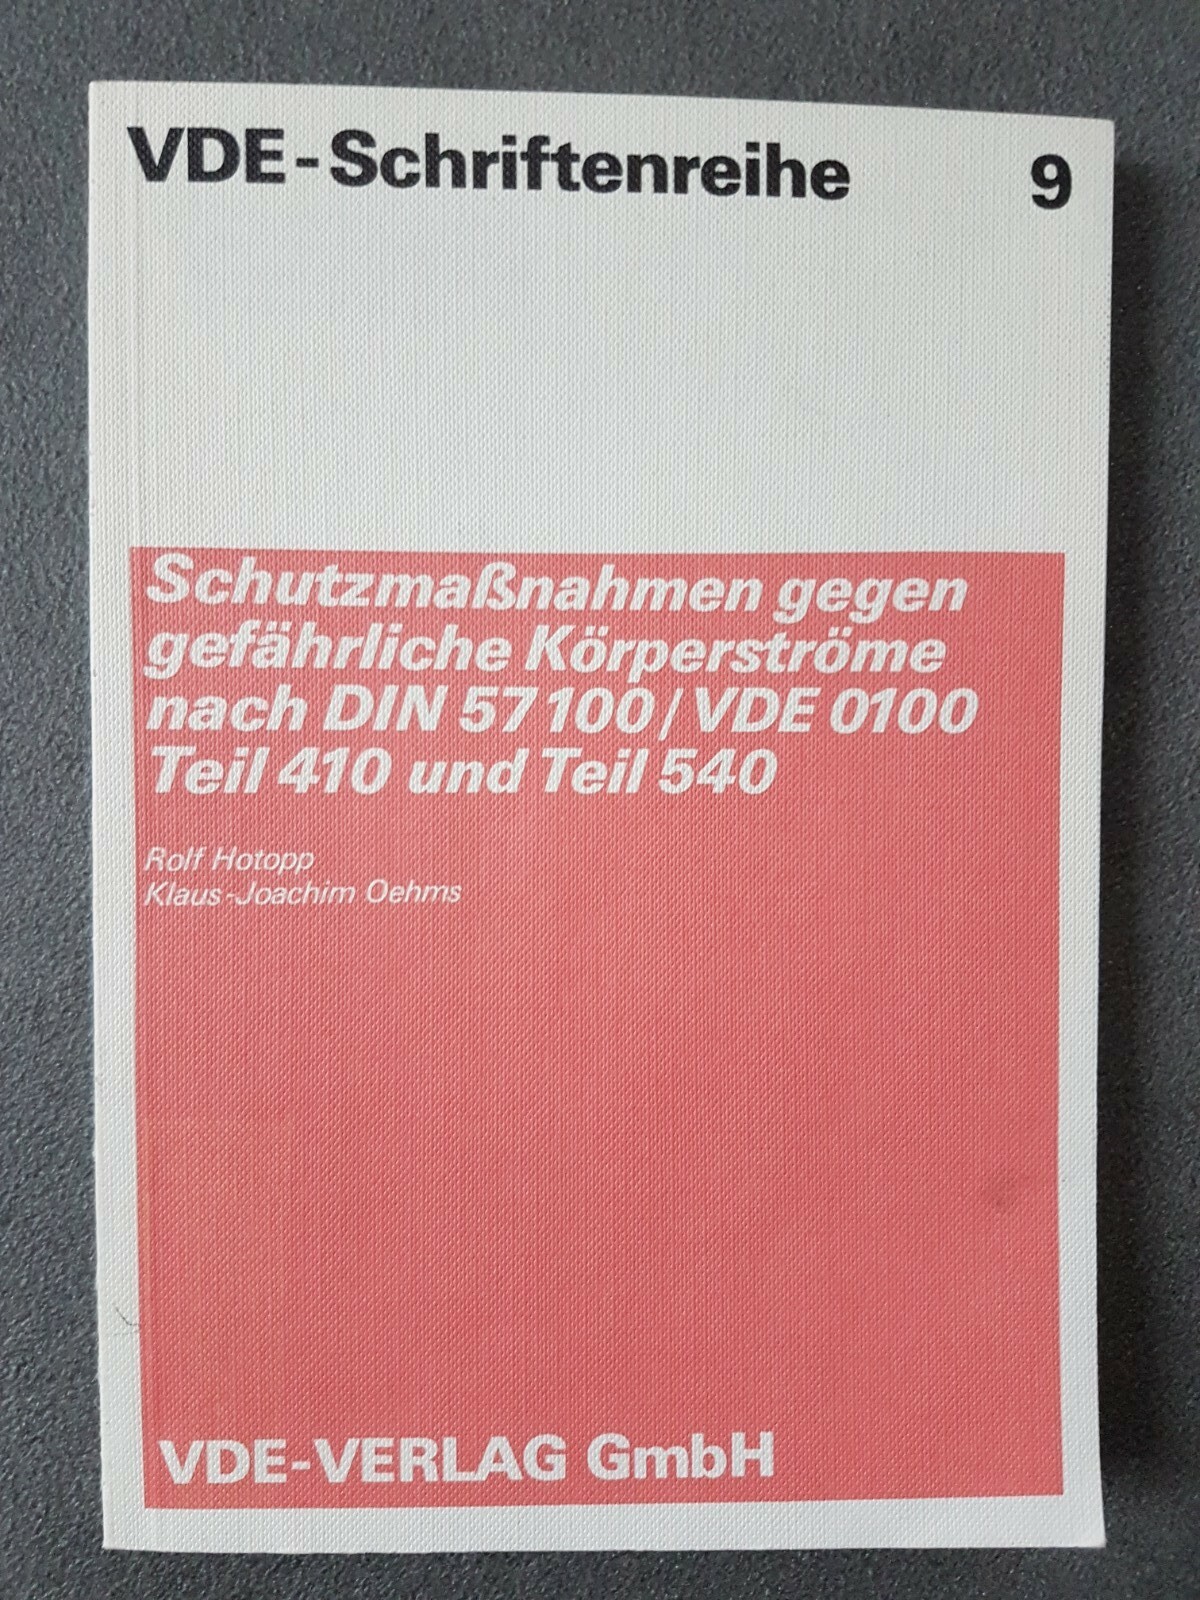 VDE-Schriftenreihe 9
Schutzmaßnahmen gegen
gefährliche Körperströme
nach DIN 57100/VDE 0100
Teil 410 und Teil 540
Rolf Hotopp
Klaus-Joachim Oehms
VDE-VERLAG GmbH